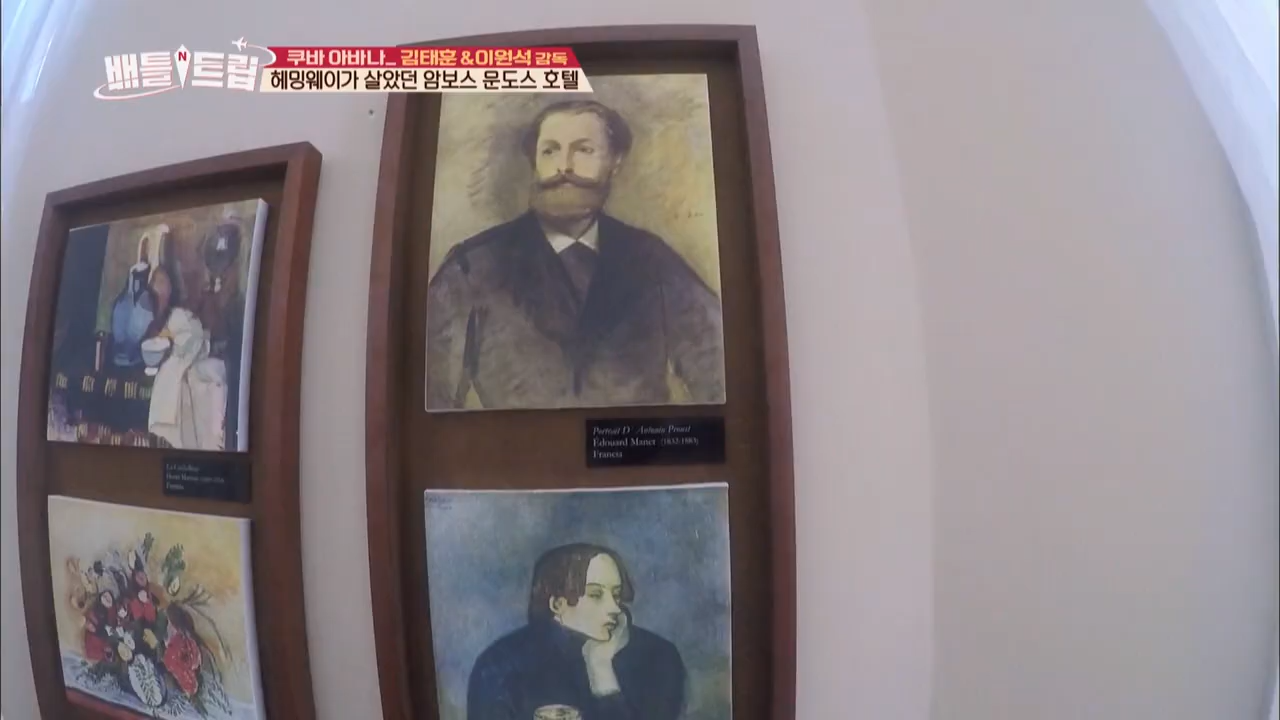 배틀트립
N
쿠바 아바나_ 김태훈&이원석 감독
헤밍웨이가 살았던 암보스 문도스 호텔
Portrait D Antonin Proust
Édouard Manet (1832-1883)
Francia
Francia